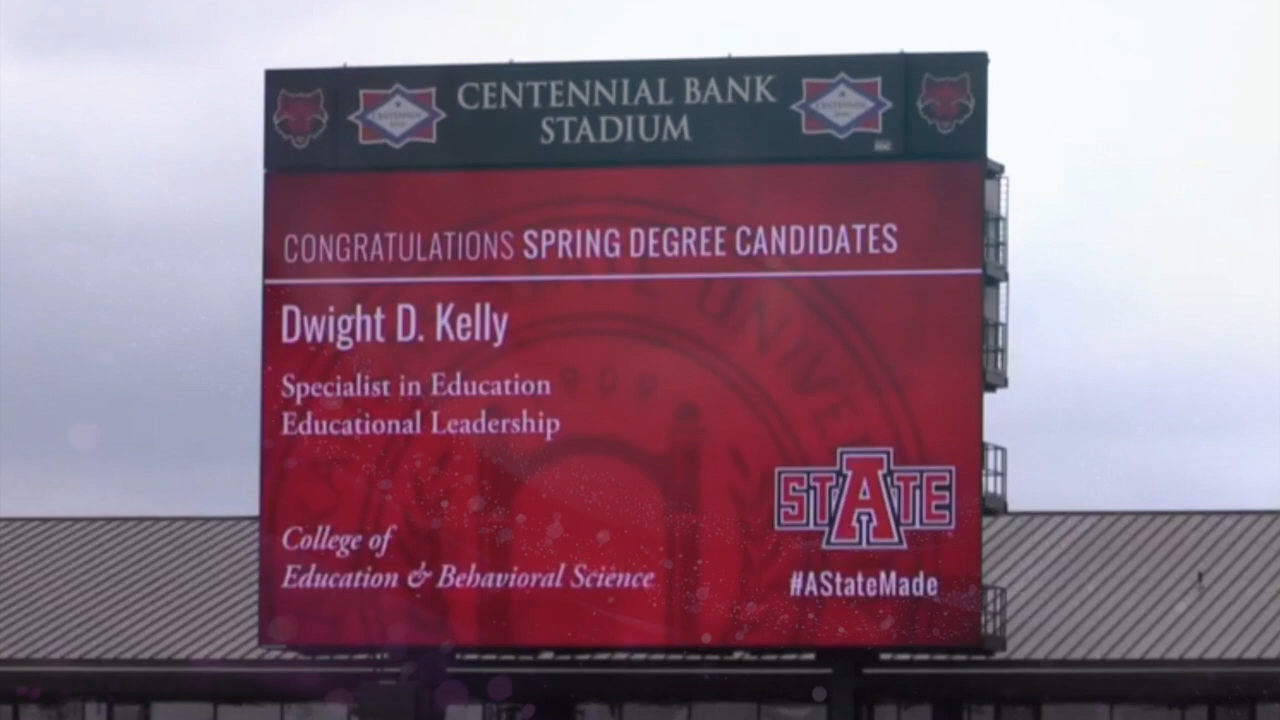 CENTENNIAL BANK
STADIUM
CONGRATULATIONS SPRING DEGREE CANDIDATES
Dwight D. Kelly
Specialist in Education
Educational Leadership
College of
Education & Behavioral Science
STATE
#AStateMade